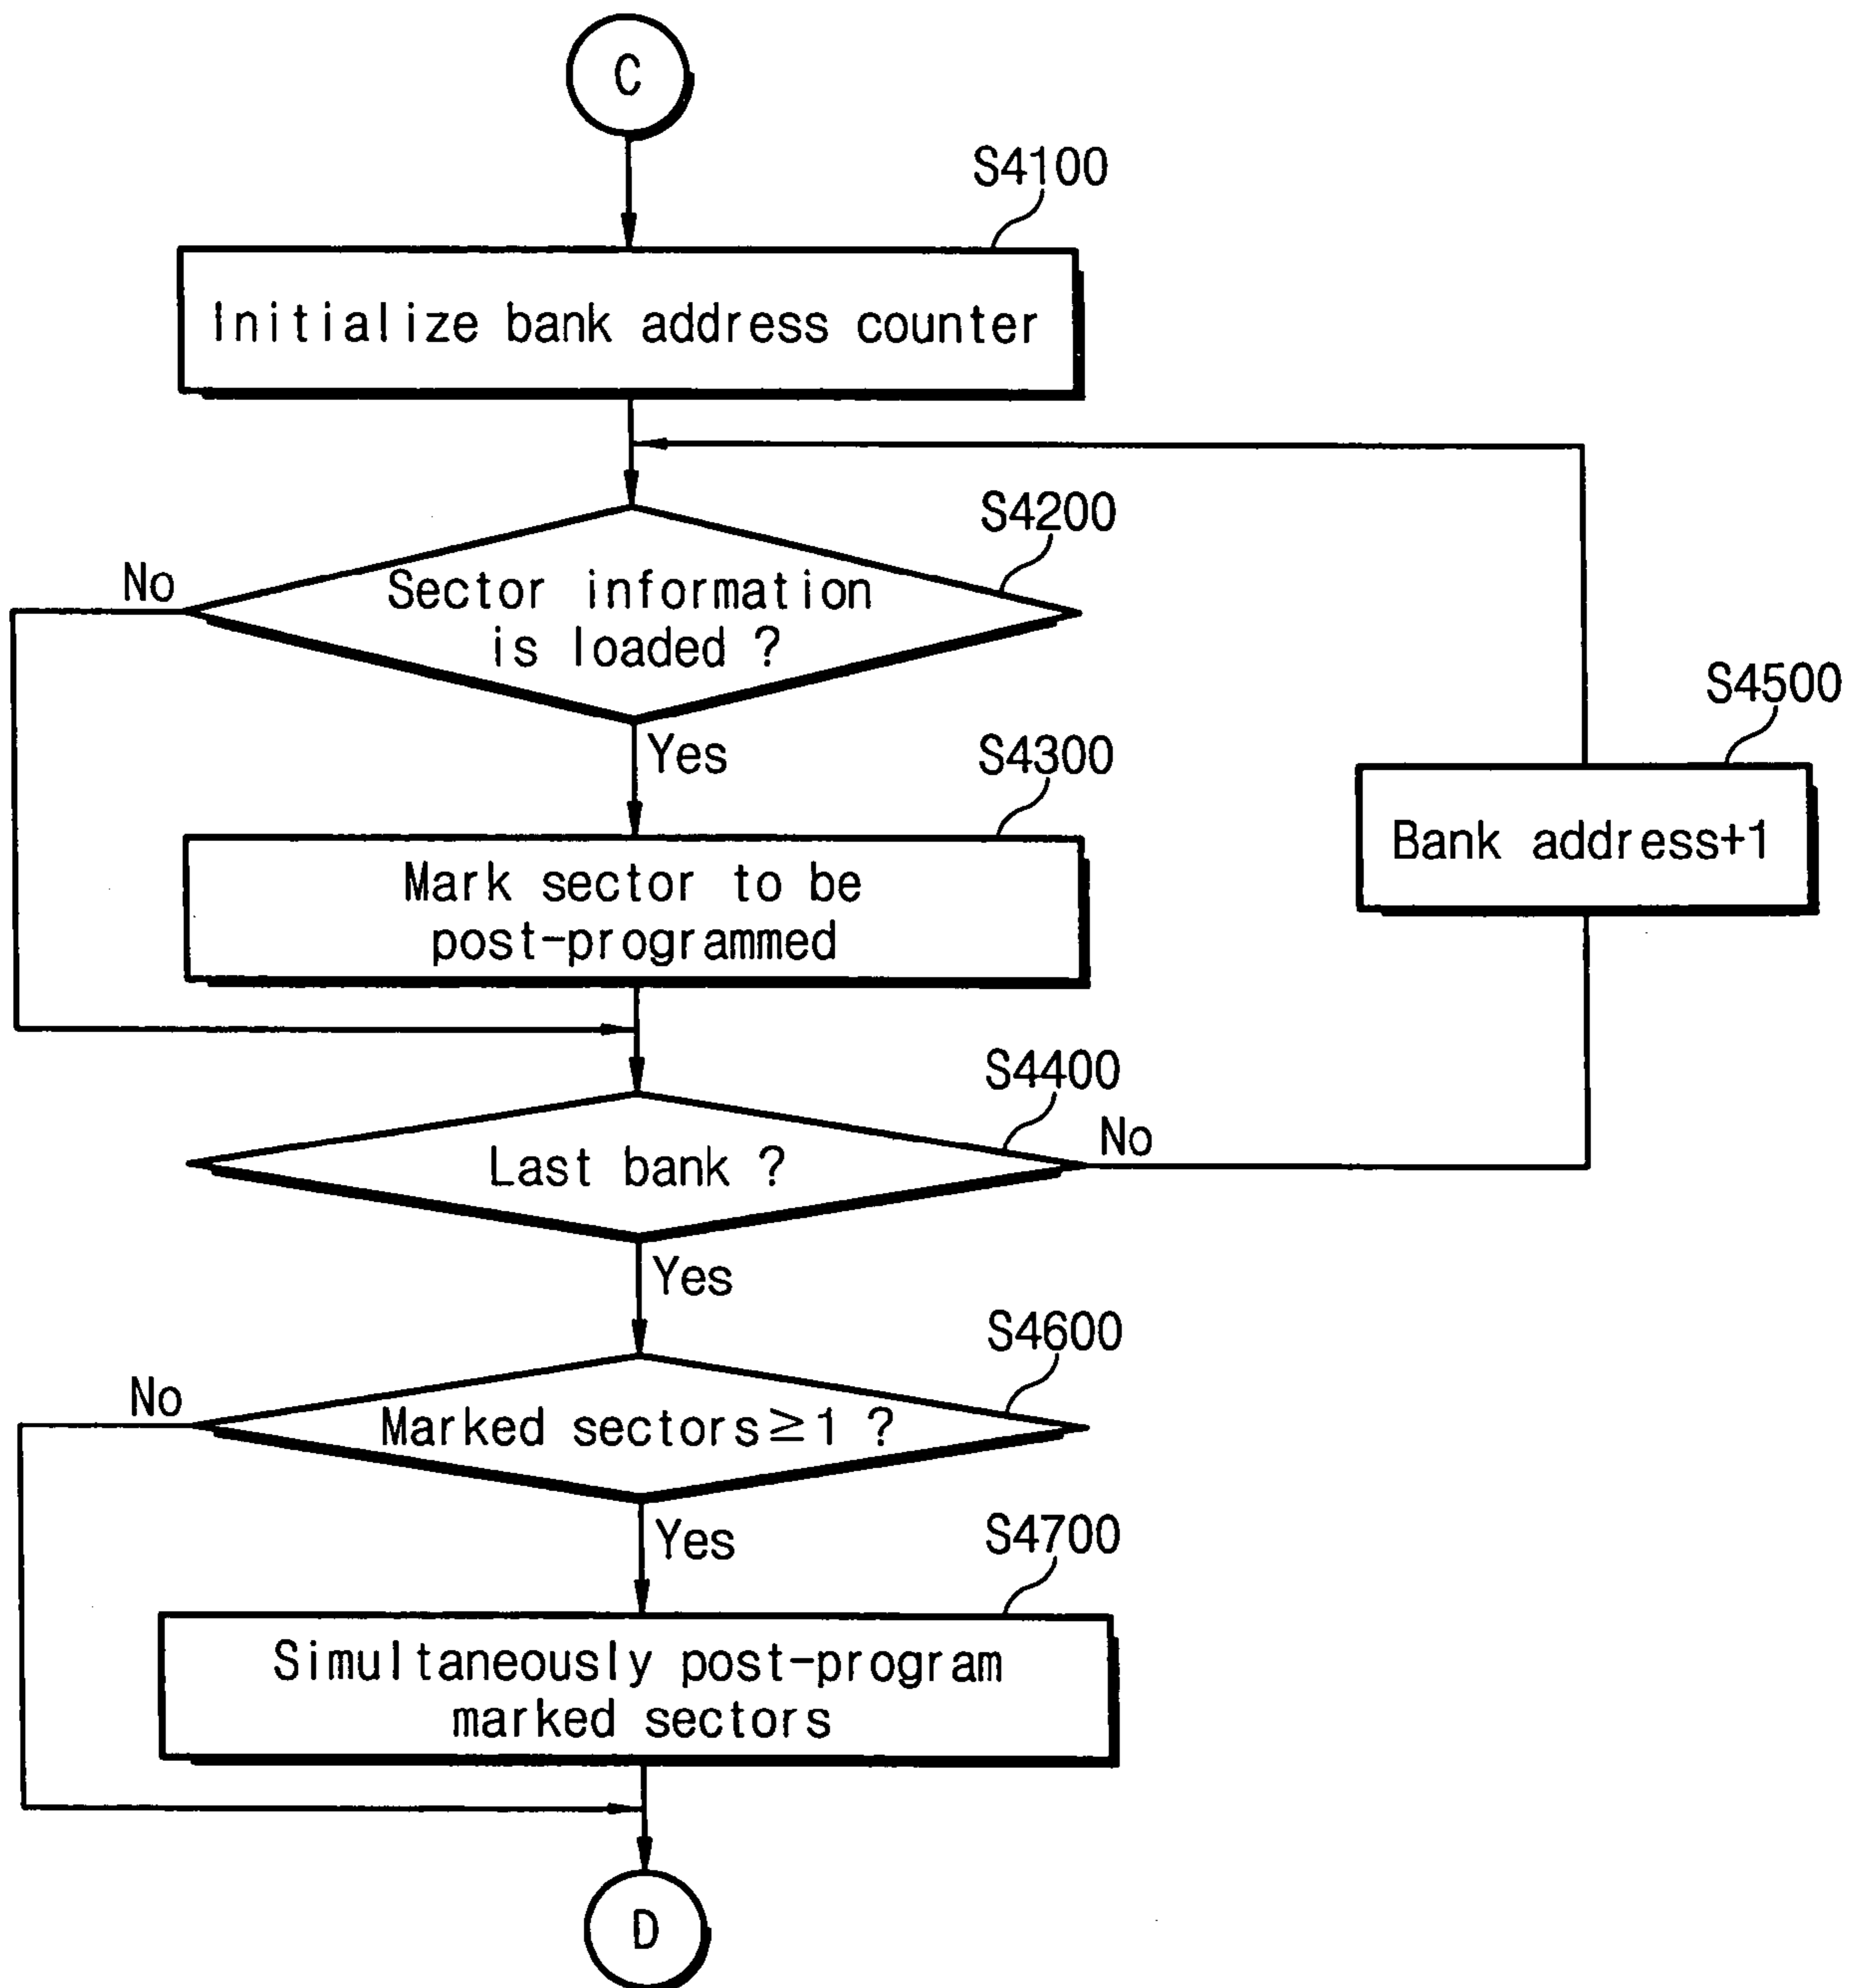 C
S4100
Initialize bank address counter
S4200
No
Sector information
is loaded ?
S4500
Yes
S4300
Bank address+1
Mark sector to be
post-programmed
S4400
No
Last bank ?
Yes
S4600
No
Marked sectors≥1 ?
Yes
S4700
Simultaneously post-program
marked sectors
D